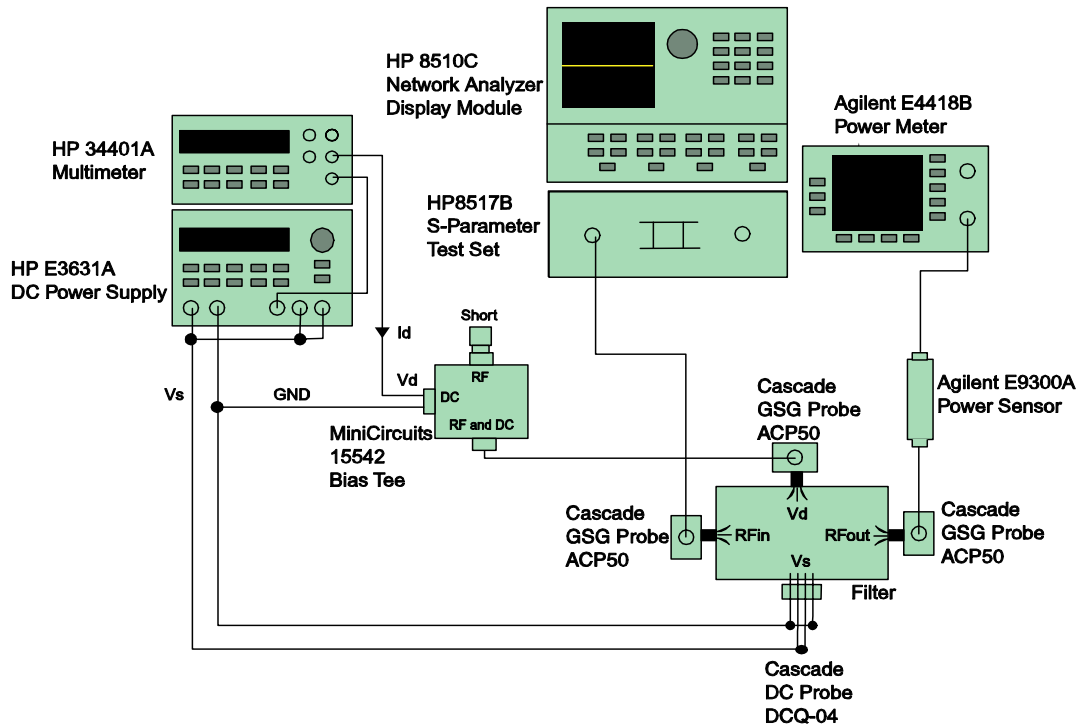 HP 8510C
Network Analyzer
Display Module
Agilent E4418B
Power Meter
HP 34401A
Multimeter
HP8517B
S-Parameter
Test Set
HP E3631A
DC Power Supply
Short
Id
RF
Vd
DC
Vs
GND
RF and DC
MiniCircuits
15542
Bias Tee
Cascade
GSG Probe
ACP50
Agilent E9300A
Power Sensor
Cascade
GSG Probe
ACP50
Vd
RFin
RFout
Vs
Cascade
GSG Probe
ACP50
Filter
Cascade
DC Probe
DCQ-04